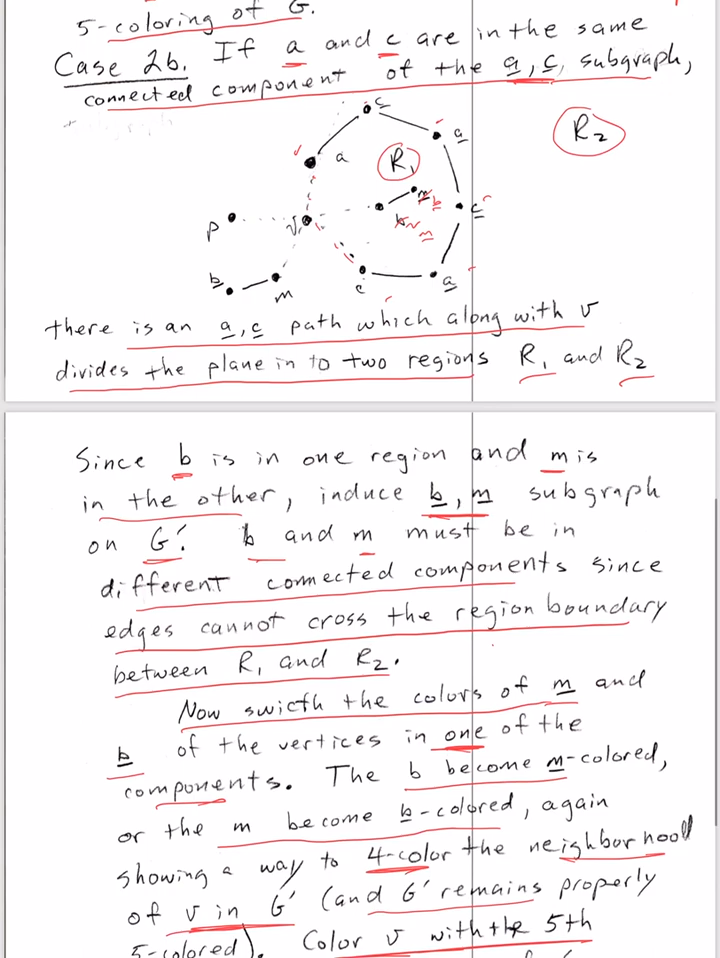 5-coloring of G.
Case 2b. If a and c are in the same
connected component of the a, c, subgraph,
c
a
a
R1
R2
m b
c
b m
p
v
b
m
c
a
there is an a, c path which along with v
divides the plane in to two regions R1 and R2
Since b is in one region and m is
in the other, induce b, m subgraph
on G'. b and m must be in
different connected components since
edges cannot cross the region boundary
between R1 and R2.
Now swicth the colors of m and
b of the vertices in one of the
components. The b become m-colored,
or the m become b-colored, again
showing a way to 4-color the neighborhood
of v in G' (and G' remains properly
5-colored). Color v with the 5th